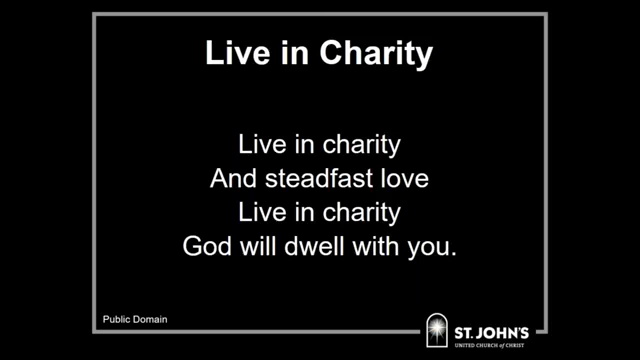 Live in Charity
Live in charity
And steadfast love
Live in charity
God will dwell with you.
Public Domain
ST. JOHN'S
UNITED CHURCH of CHRIST